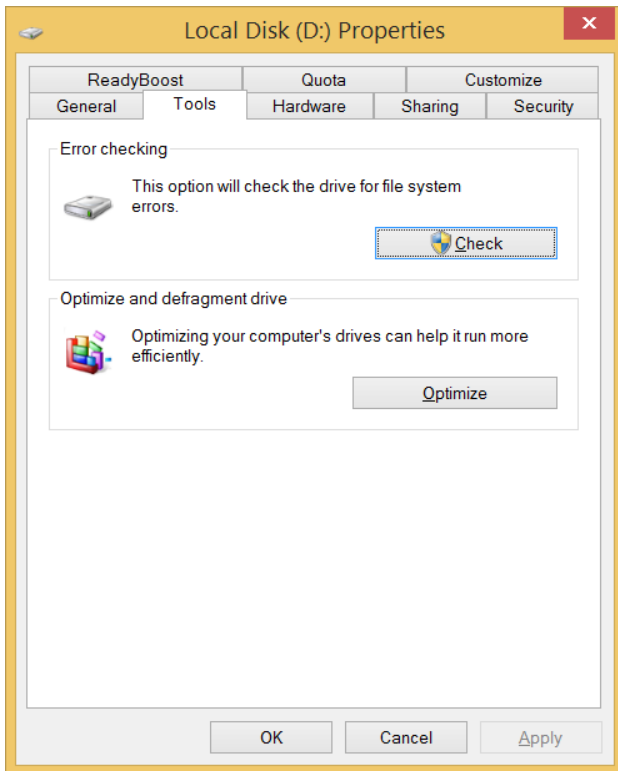 Local Disk (D:) Properties
ReadyBoost
Quota
Customize
General
Tools
Hardware
Sharing
Security
Error checking
This option will check the drive for file system
errors.
Check
Optimize and defragment drive
Optimizing your computer's drives can help it run more
efficiently.
Optimize
OK
Cancel
Apply